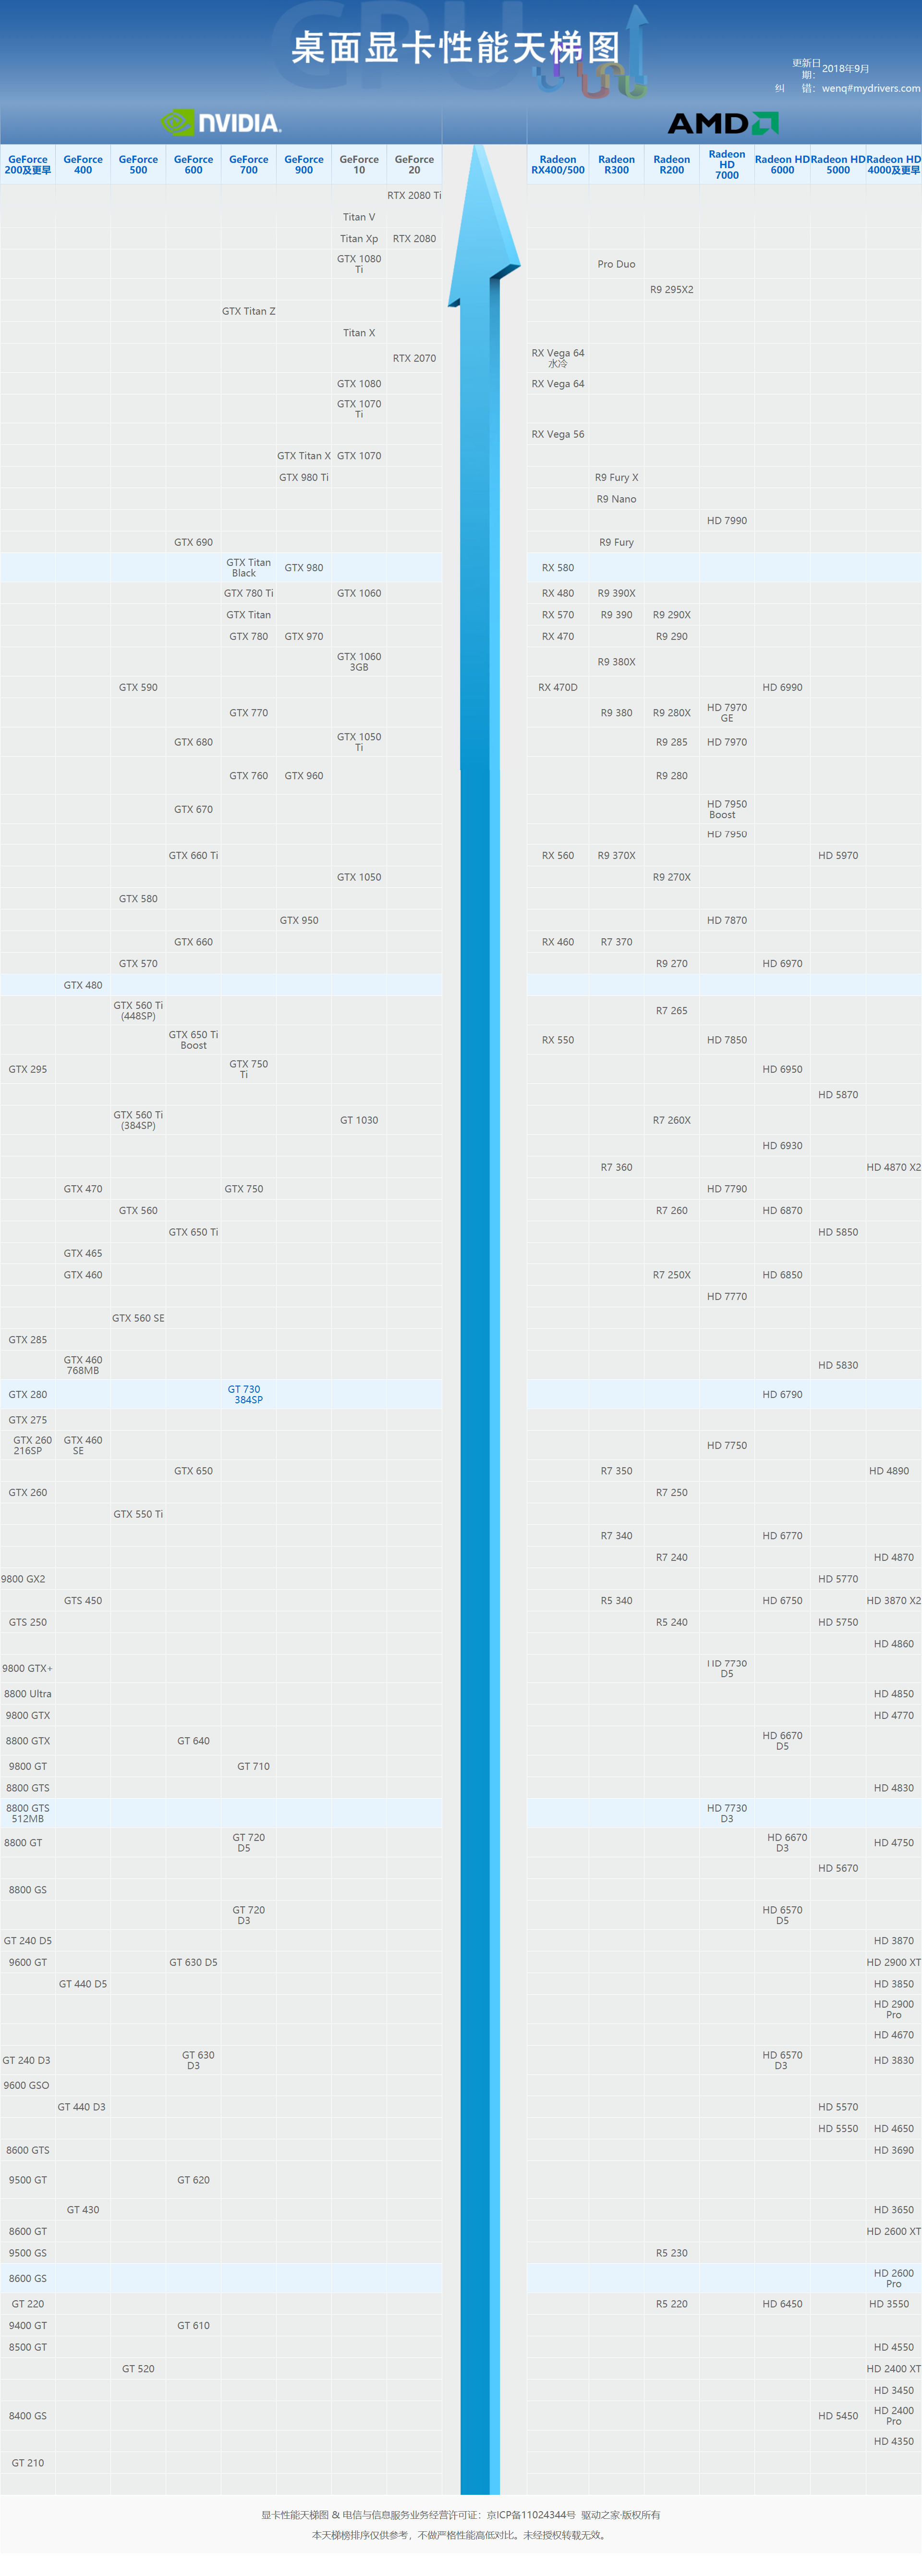 桌面显卡性能天梯图
更新日期：2018年9月
纠 错：wenq#mydrivers.com
NVIDIA. AMD
GeForce 200及更早 GeForce 400 GeForce 500 GeForce 600 GeForce 700 GeForce 900 GeForce 10 GeForce 20 Radeon RX400/500 Radeon R300 Radeon R200 Radeon HD 7000 Radeon HD 6000 Radeon HD 5000 Radeon HD 4000及更早
RTX 2080 Ti
Titan V
Titan Xp RTX 2080
GTX 1080 Ti Pro Duo
R9 295X2
GTX Titan Z
Titan X
RTX 2070 RX Vega 64 水冷
GTX 1080 RX Vega 64
GTX 1070 Ti
RX Vega 56
GTX Titan X GTX 1070
GTX 980 Ti R9 Fury X
R9 Nano
HD 7990
GTX 690 R9 Fury
GTX Titan Black GTX 980 RX 580
GTX 780 Ti GTX 1060 RX 480 R9 390X
GTX Titan RX 570 R9 390 R9 290X
GTX 780 GTX 970 RX 470 R9 290
GTX 1060 3GB R9 380X
GTX 590 RX 470D HD 6990
GTX 770 R9 380 R9 280X HD 7970 GE
GTX 680 GTX 1050 Ti R9 285 HD 7970
GTX 760 GTX 960 R9 280
GTX 670 HD 7950 Boost
HD 7950
GTX 660 Ti RX 560 R9 370X HD 5970
GTX 1050 R9 270X
GTX 580
GTX 950 HD 7870
GTX 660 RX 460 R7 370
GTX 570 R9 270 HD 6970
GTX 480
GTX 560 Ti (448SP) R7 265
GTX 650 Ti Boost RX 550 HD 7850
GTX 295 GTX 750 Ti HD 6950
HD 5870
GTX 560 Ti (384SP) GT 1030 R7 260X
HD 6930
R7 360 HD 4870 X2
GTX 470 GTX 750 HD 7790
GTX 560 R7 260 HD 6870
GTX 650 Ti HD 5850
GTX 465
GTX 460 R7 250X HD 6850
HD 7770
GTX 560 SE
GTX 285
GTX 460 768MB HD 5830
GTX 280 GT 730 384SP HD 6790
GTX 275
GTX 260 216SP GTX 460 SE HD 7750
GTX 650 R7 350 HD 4890
GTX 260 R7 250
GTX 550 Ti
R7 340 HD 6770
R7 240 HD 4870
9800 GX2 HD 5770
GTS 450 R5 340 HD 6750 HD 3870 X2
GTS 250 R5 240 HD 5750
HD 4860
9800 GTX+ HD 7730 D5
8800 Ultra HD 4850
9800 GTX HD 4770
8800 GTX GT 640 HD 6670 D5
9800 GT GT 710
8800 GTS HD 4830
8800 GTS 512MB HD 7730 D3
8800 GT GT 720 D5 HD 6670 D3 HD 4750
HD 5670
8800 GS
GT 720 D3 HD 6570 D5
GT 240 D5 HD 3870
9600 GT GT 630 D5 HD 2900 XT
GT 440 D5 HD 3850
HD 2900 Pro
HD 4670
GT 240 D3 GT 630 D3 HD 6570 D3 HD 3830
9600 GSO
GT 440 D3 HD 5570
HD 5550 HD 4650
8600 GTS HD 3690
9500 GT GT 620
GT 430 HD 3650
8600 GT HD 2600 XT
9500 GS R5 230
8600 GS HD 2600 Pro
GT 220 R5 220 HD 6450 HD 3550
9400 GT GT 610
8500 GT HD 4550
GT 520 HD 2400 XT
HD 3450
8400 GS HD 5450 HD 2400 Pro
HD 4350
GT 210
显卡性能天梯图 & 电信与信息服务业务经营许可证：京ICP备11024344号 驱动之家·版权所有
本天梯榜排序仅供参考，不做严格性能高低对比。未经授权转载无效。